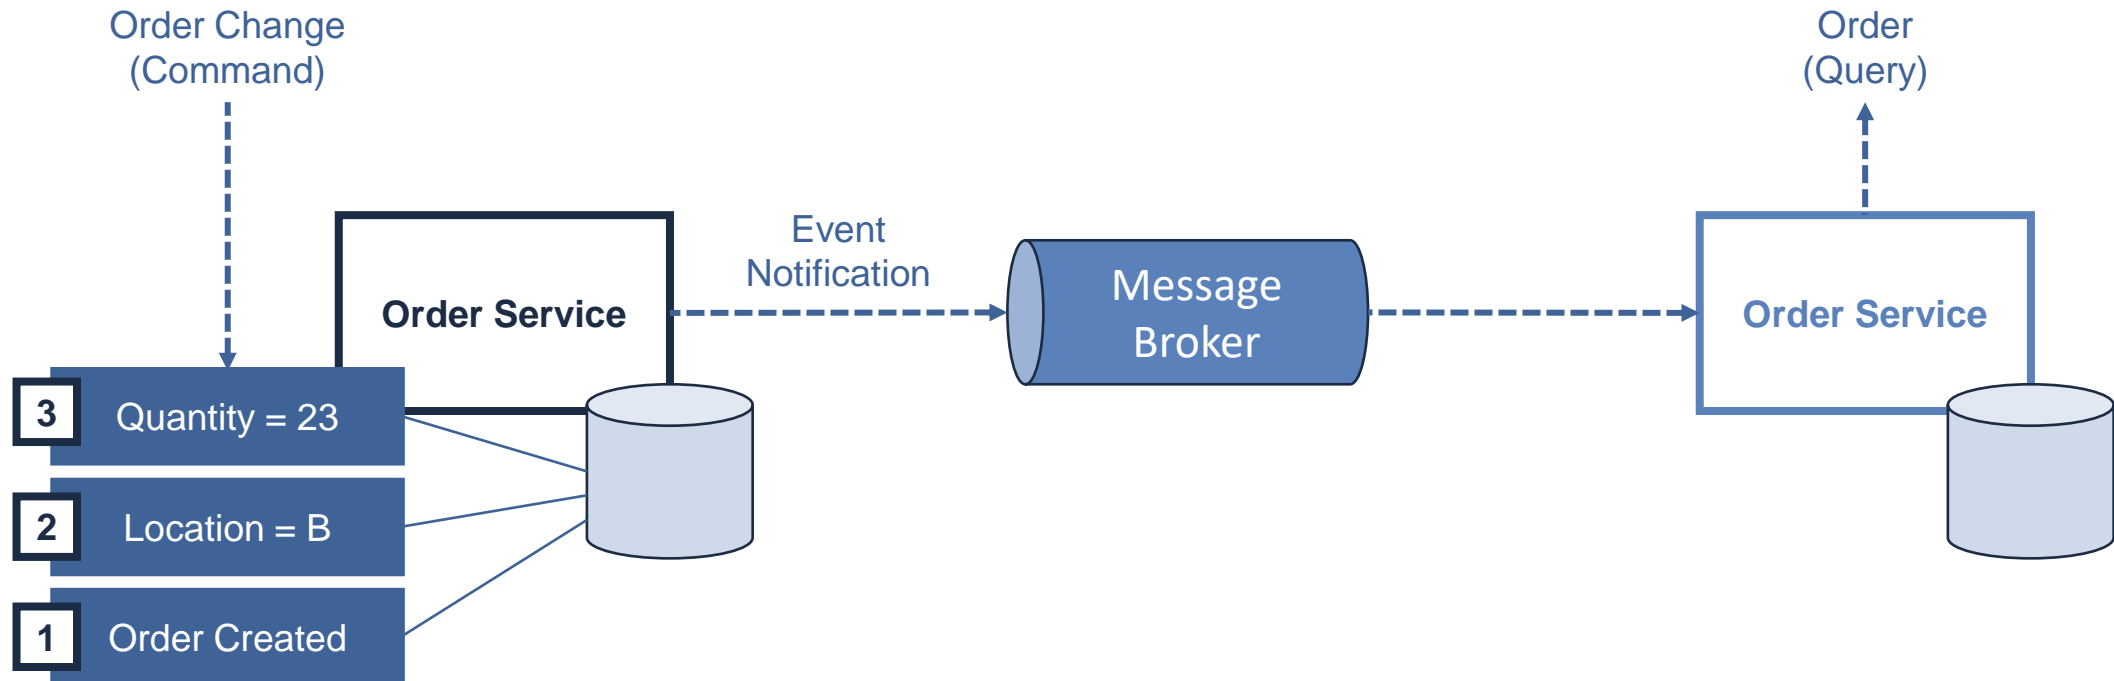 Order Change
(Command)
Order
(Query)
Event
Notification
Order Service
Message
Broker
Order Service
3
Quantity = 23
2
Location = B
1
Order Created